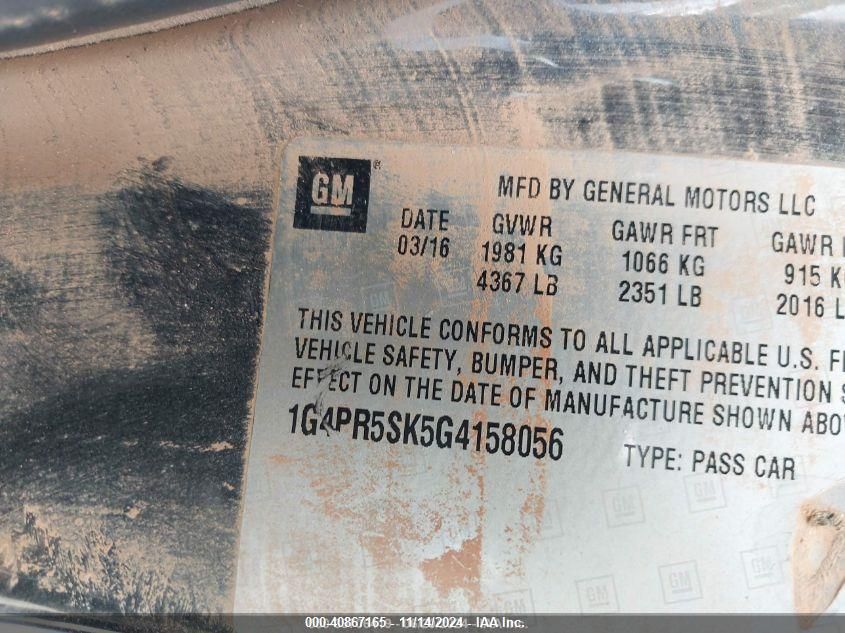 GM ®
MFD BY GENERAL MOTORS LLC
DATE GVWR GAWR FRT GAWR
03/16 1981 KG 1066 KG 915
4367 LB 2351 LB 2016
THIS VEHICLE CONFORMS TO ALL APPLICABLE U.S.
VEHICLE SAFETY, BUMPER, AND THEFT PREVENTION
EFFECT ON THE DATE OF MANUFACTURE SHOWN
1G4PR5SK5G4158056 TYPE: PASS CAR
GM
GM
000-40867165 - 11/14/2024 - IAA Inc.